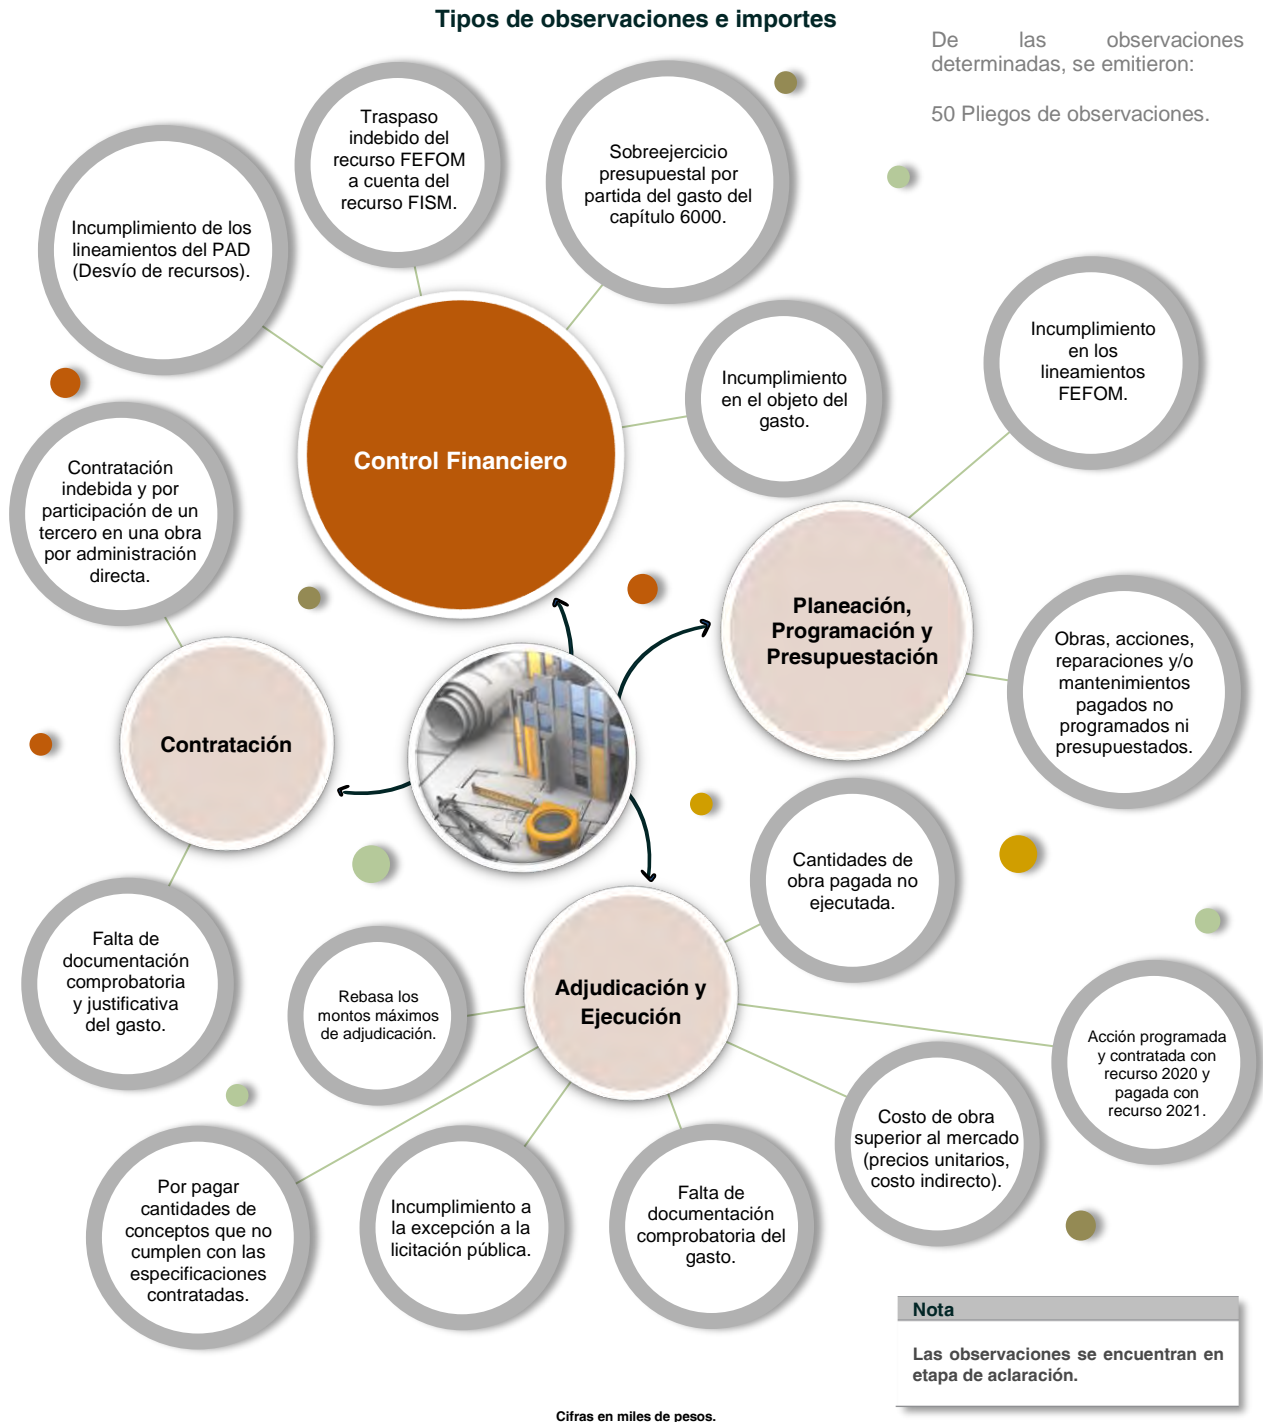 Tipos de observaciones e importes
De las observaciones
determinadas, se emitieron:
50 Pliegos de observaciones.
Traspaso
indebido del
recurso FEFOM
a cuenta del
recurso FISM.
Sobreejercicio
presupuestal por
partida del gasto del
capítulo 6000.
Incumplimiento de los
lineamientos del PAD
(Desvío de recursos).
Incumplimiento
en los
lineamientos
FEFOM.
Incumplimiento
en el objeto del
gasto.
Control Financiero
Contratación
indebida y por
participación de un
tercero en una obra
por administración
directa.
Planeación,
Programación y
Presupuestación
Obras, acciones,
reparaciones y/o
mantenimientos
pagados no
programados ni
presupuestados.
Contratación
Cantidades de
obra pagada no
ejecutada.
Falta de
documentación
comprobatoria
y justificativa
del gasto.
Rebasa los
montos máximos
de adjudicación.
Adjudicación y
Ejecución
Acción programada
y contratada con
recurso 2020 y
pagada con
recurso 2021.
Costo de obra
superior al mercado
(precios unitarios,
costo indirecto).
Por pagar
cantidades de
conceptos que no
cumplen con las
especificaciones
contratadas.
Incumplimiento a
la excepción a la
licitación pública.
Falta de
documentación
comprobatoria del
gasto.
Nota
Las observaciones se encuentran en
etapa de aclaración.
Cifras en miles de pesos.